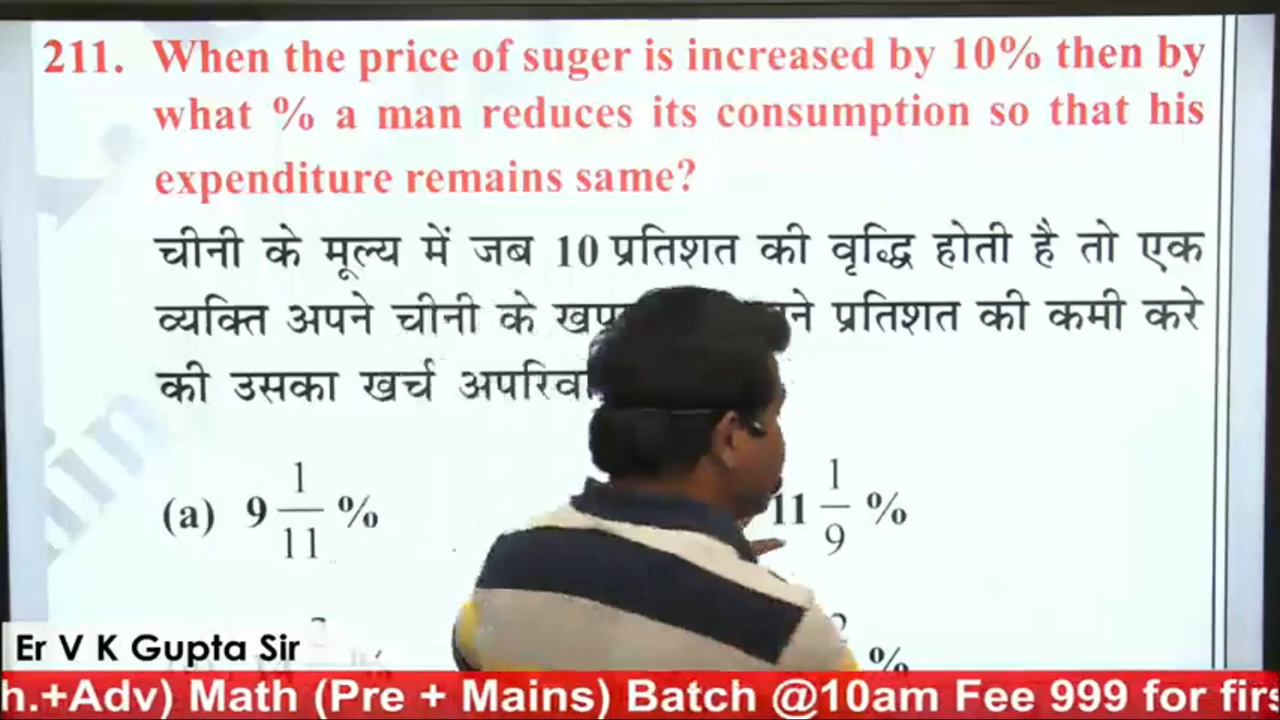 211. When the price of suger is increased by 10% then by
what % a man reduces its consumption so that his
expenditure remains same?
चीनी के मूल्य में जब 10 प्रतिशत की वृद्धि होती है तो एक
व्यक्ति अपने चीनी के प्रतिशत की कमी करे
की उसका खर्च
(a) 9 1/11 % 11 1/9 %
%
Er V K Gupta Sir
h.+Adv) Math (Pre + Mains) Batch @10am Fee 999 for firs